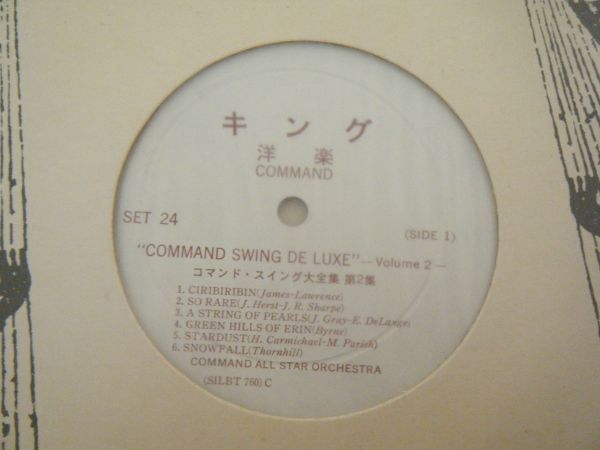 キング
洋楽
COMMAND
SET 24
(SIDE 1)
"COMMAND SWING DE LUXE" — Volume 2 —
コマンド・スイング大全集 第2集
1. CIRIBIRIBIN(James-Lawrence)
2. SO RARE(J. Herst-J. R. Sharpe)
3. A STRING OF PEARLS(J. Gray-E. DeLange)
4. GREEN HILLS OF ERIN(Byrne)
5. STARDUST(H. Carmichael-M. Parish)
6. SNOWFALL(Thornhill)
COMMAND ALL STAR ORCHESTRA
(SILBT 760) C